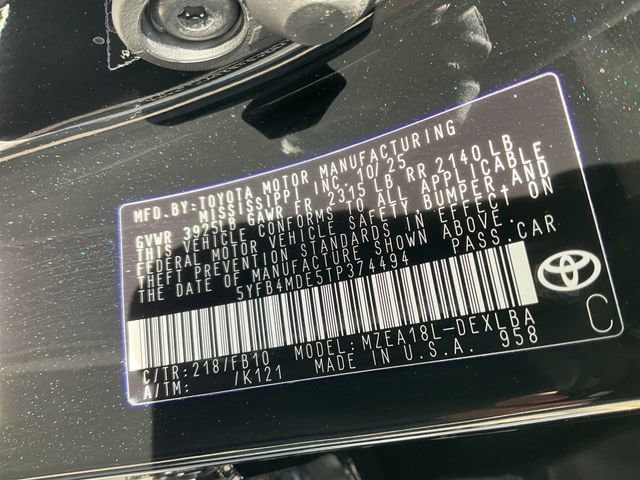 MFD. BY: TOYOTA MOTOR MANUFACTURING
MISSISSIPPI INC. 10/25
GVWR 3925LB GAWR FR 2315 LB RR 2140 LB
THIS VEHICLE CONFORMS TO ALL APPLICABLE
FEDERAL MOTOR VEHICLE SAFETY BUMPER, AND
THEFT PREVENTION STANDARDS IN EFFECT ON
THE DATE OF MANUFACTURE SHOWN ABOVE.
5YFB4MDE5TP374494 PASS. CAR
C/TR: 218/FB10 MODEL: MZEA18L-DEXLBA
A/TM: /K121 MADE IN U.S.A. 958
C